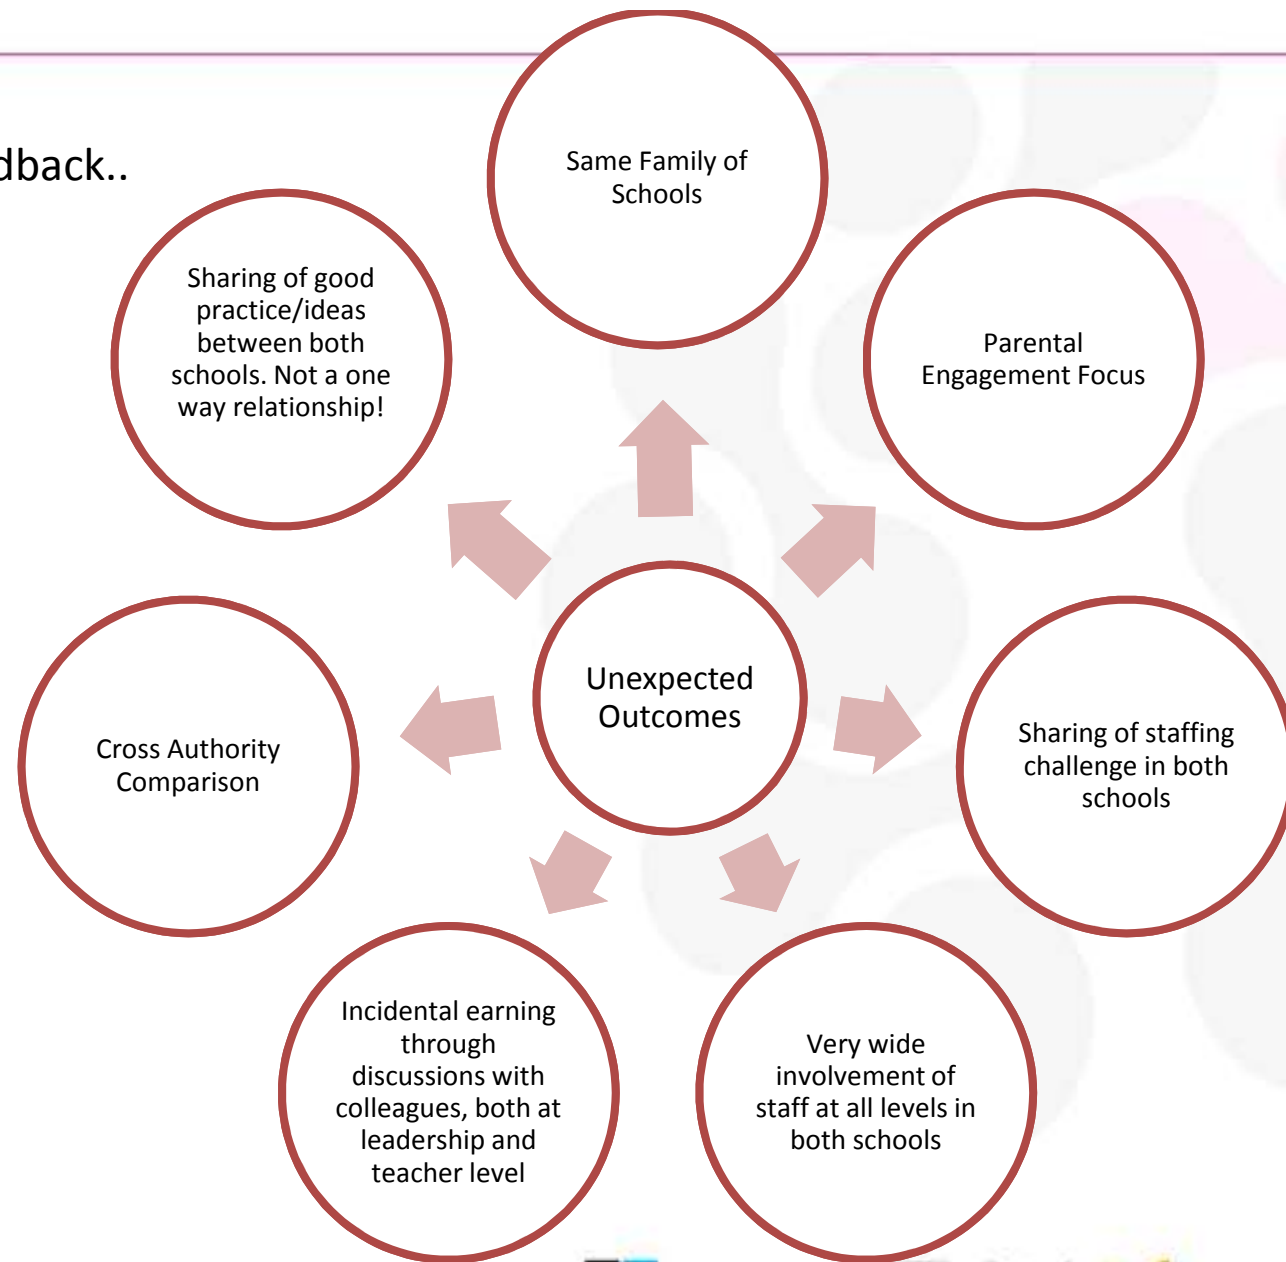 dback..
Same Family of
Schools
Parental
Engagement Focus
Sharing of staffing
challenge in both
schools
Very wide
involvement of
staff at all levels in
both schools
Incidental earning
through
discussions with
colleagues, both at
leadership and
teacher level
Cross Authority
Comparison
Sharing of good
practice/ideas
between both
schools. Not a one
way relationship!
Unexpected
Outcomes